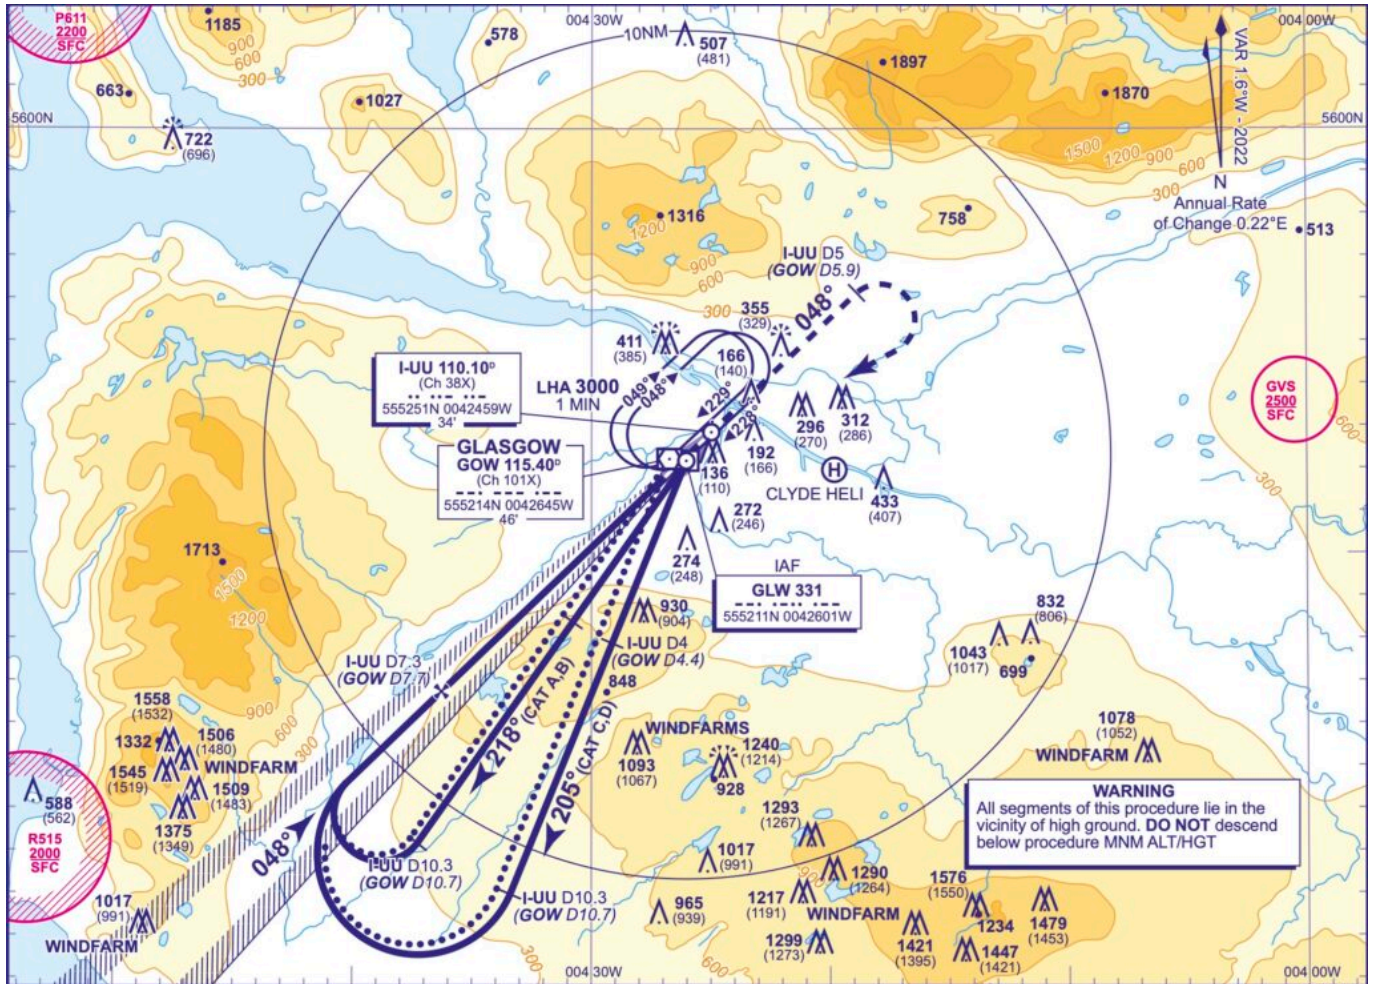 P611
2200
SFC
1185
900
600
300
578
004 30W
10NM
507
(481)
1897
1870
004 00W
VAR 1.6°W - 2022
663
1027
5600N
5600N
722
(696)
1500
1200
900
600
300
N
Annual Rate
of Change 0.22°E
1316
1200
900
600
300
758
513
I-UU D5
(GOW D5.9)
048°
355
(329)
411
(385)
166
(140)
I-UU 110.10ᴰ
(Ch 38X)
555251N 0042459W
34'
LHA 3000
1 MIN
049°
048°
229°
228°
296
(270)
312
(286)
GVS
2500
SFC
600
GLASGOW
GOW 115.40ᴰ
(Ch 101X)
555214N 0042645W
46'
136
(110)
192
(166)
H
CLYDE HELI
433
(407)
300
272
(246)
274
(248)
1713
1500
1200
IAF
GLW 331
555211N 0042601W
930
(904)
832
(806)
1043
(1017)
699
I-UU D4
(GOW D4.4)
I-UU D7.3
(GOW D7.7)
848
218° (CAT A,B)
205° (CAT C,D)
900
600
300
1558
(1532)
1332
1506
(1480)
WINDFARM
1545
(1519)
1509
(1483)
1375
(1349)
WINDFARMS
1093
(1067)
1240
(1214)
928
1078
(1052)
WINDFARM
588
(562)
R515
2000
SFC
WARNING
All segments of this procedure lie in the
vicinity of high ground. DO NOT descend
below procedure MNM ALT/HGT
1293
(1267)
048°
I-UU D10.3
(GOW D10.7)
1017
(991)
900
1290
(1264)
1576
(1550)
I-UU D10.3
(GOW D10.7)
1017
(991)
WINDFARM
965
(939)
1217
(1191)
WINDFARM
1234
1479
(1453)
1299
(1273)
1421
(1395)
1447
(1421)
300
600
004 30W
004 00W